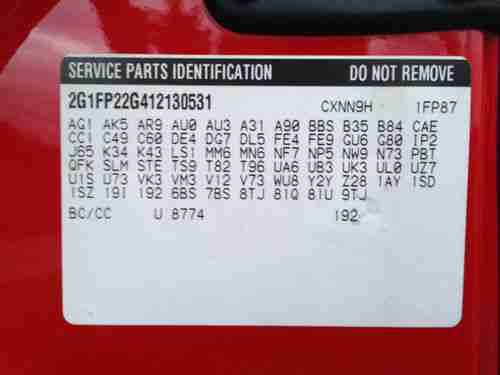 SERVICE PARTS IDENTIFICATION DO NOT REMOVE
2G1FP22G412130531 CXNN9H 1FP87
AG1 AK5 AR9 AU0 AU3 A31 A90 BBS B35 B84 CAE
CC1 C49 C60 DE4 DG7 DL5 FE4 FE9 GU6 G80 IP2
J65 K34 K43 LS1 MM6 MN6 NF7 NP5 NW9 N73 PBT
QFK SLM STE TS9 T82 T96 UA6 UB3 UK3 UL0 UZ7
U1S U73 VK3 VM3 V12 V73 WU8 Y2Y Z28 1AY 1SD
1SZ 19I 192 6BS 78S 8TJ 81Q 81U 9TJ
BC/CC U 8774 192